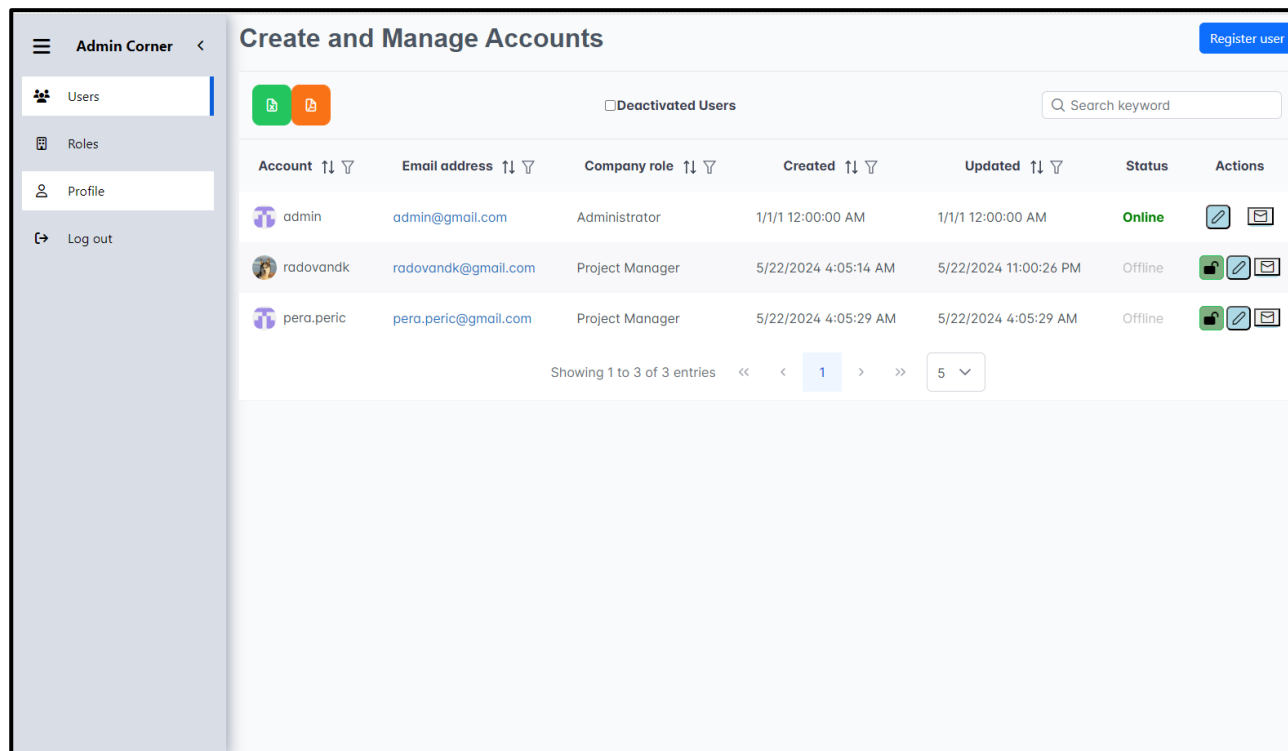 Admin Corner
Users
Roles
Profile
Log out
Create and Manage Accounts
Register user
Deactivated Users
Search keyword
Account Email address Company role Created Updated Status Actions
admin admin@gmail.com Administrator 1/1/1 12:00:00 AM 1/1/1 12:00:00 AM Online
radovandk radovandk@gmail.com Project Manager 5/22/2024 4:05:14 AM 5/22/2024 11:00:26 PM Offline
pera.peric pera.peric@gmail.com Project Manager 5/22/2024 4:05:29 AM 5/22/2024 4:05:29 AM Offline
Showing 1 to 3 of 3 entries « ‹ 1 › » 5